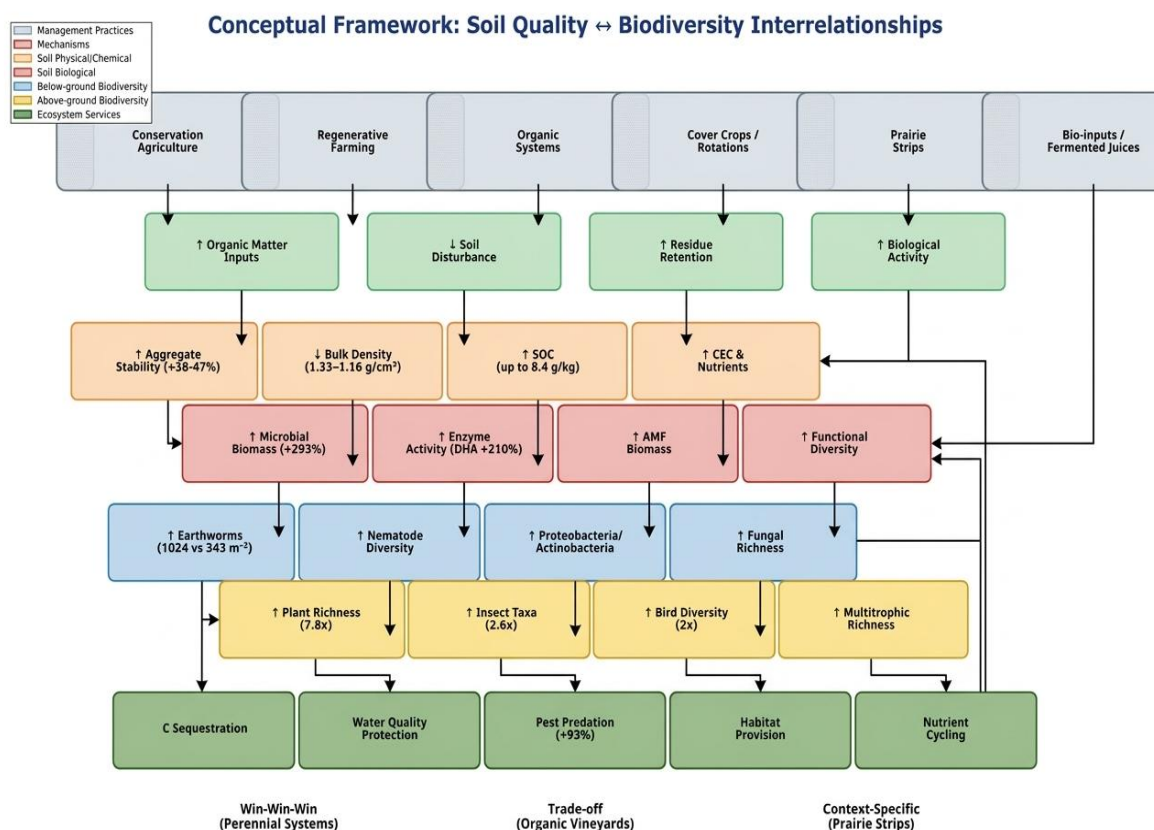 Conceptual Framework: Soil Quality ↔ Biodiversity Interrelationships
Management Practices
Mechanisms
Soil Physical/Chemical
Soil Biological
Below-ground Biodiversity
Above-ground Biodiversity
Ecosystem Services
Conservation
Agriculture
Regenerative
Farming
Organic
Systems
Cover Crops /
Rotations
Prairie
Strips
Bio-inputs /
Fermented Juices
↑ Organic Matter
Inputs
↓ Soil
Disturbance
↑ Residue
Retention
↑ Biological
Activity
↑ Aggregate
Stability (+38-47%)
↓ Bulk Density
(1.33–1.16 g/cm³)
↑ SOC
(up to 8.4 g/kg)
↑ CEC &
Nutrients
↑ Microbial
Biomass (+293%)
↑ Enzyme
Activity (DHA +210%)
↑ AMF
Biomass
↑ Functional
Diversity
↑ Earthworms
(1024 vs 343 m⁻²)
↑ Nematode
Diversity
↑ Proteobacteria/
Actinobacteria
↑ Fungal
Richness
↑ Plant Richness
(7.8x)
↑ Insect Taxa
(2.6x)
↑ Bird Diversity
(2x)
↑ Multitrophic
Richness
C Sequestration
Water Quality
Protection
Pest Predation
(+93%)
Habitat
Provision
Nutrient
Cycling
Win-Win-Win
(Perennial Systems)
Trade-off
(Organic Vineyards)
Context-Specific
(Prairie Strips)